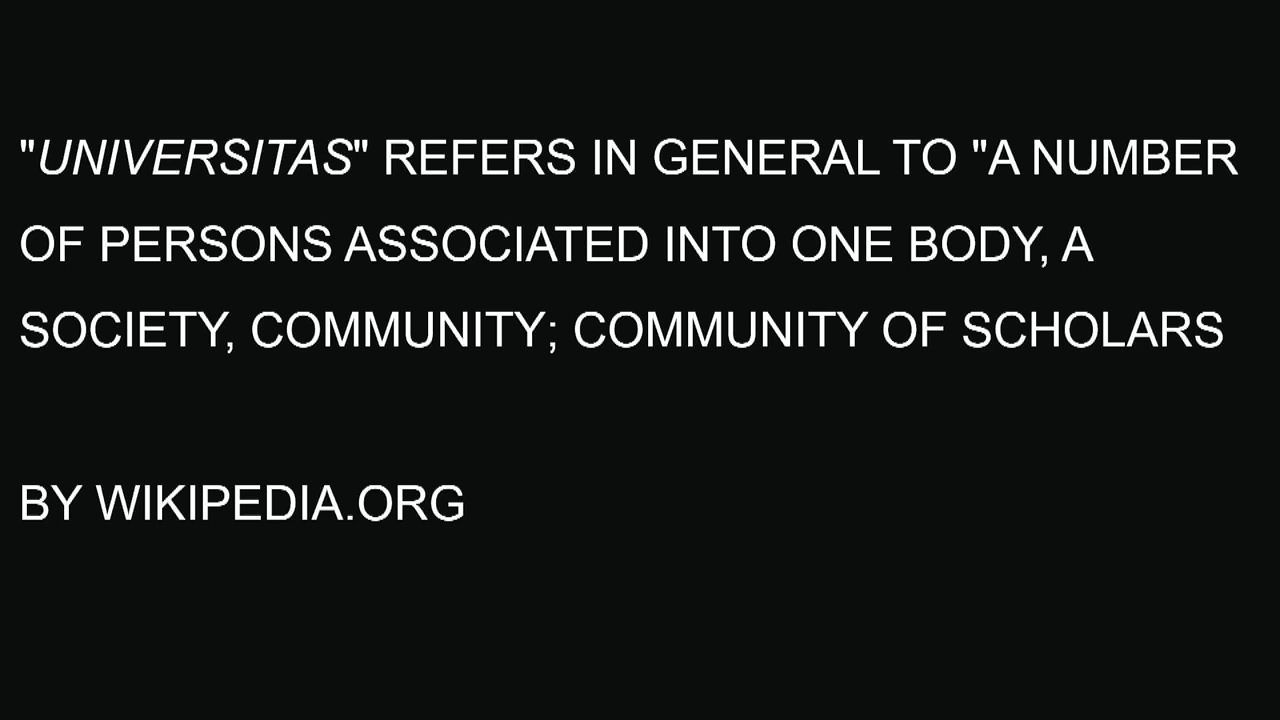 "UNIVERSITAS" REFERS IN GENERAL TO "A NUMBER
OF PERSONS ASSOCIATED INTO ONE BODY, A
SOCIETY, COMMUNITY; COMMUNITY OF SCHOLARS
BY WIKIPEDIA.ORG